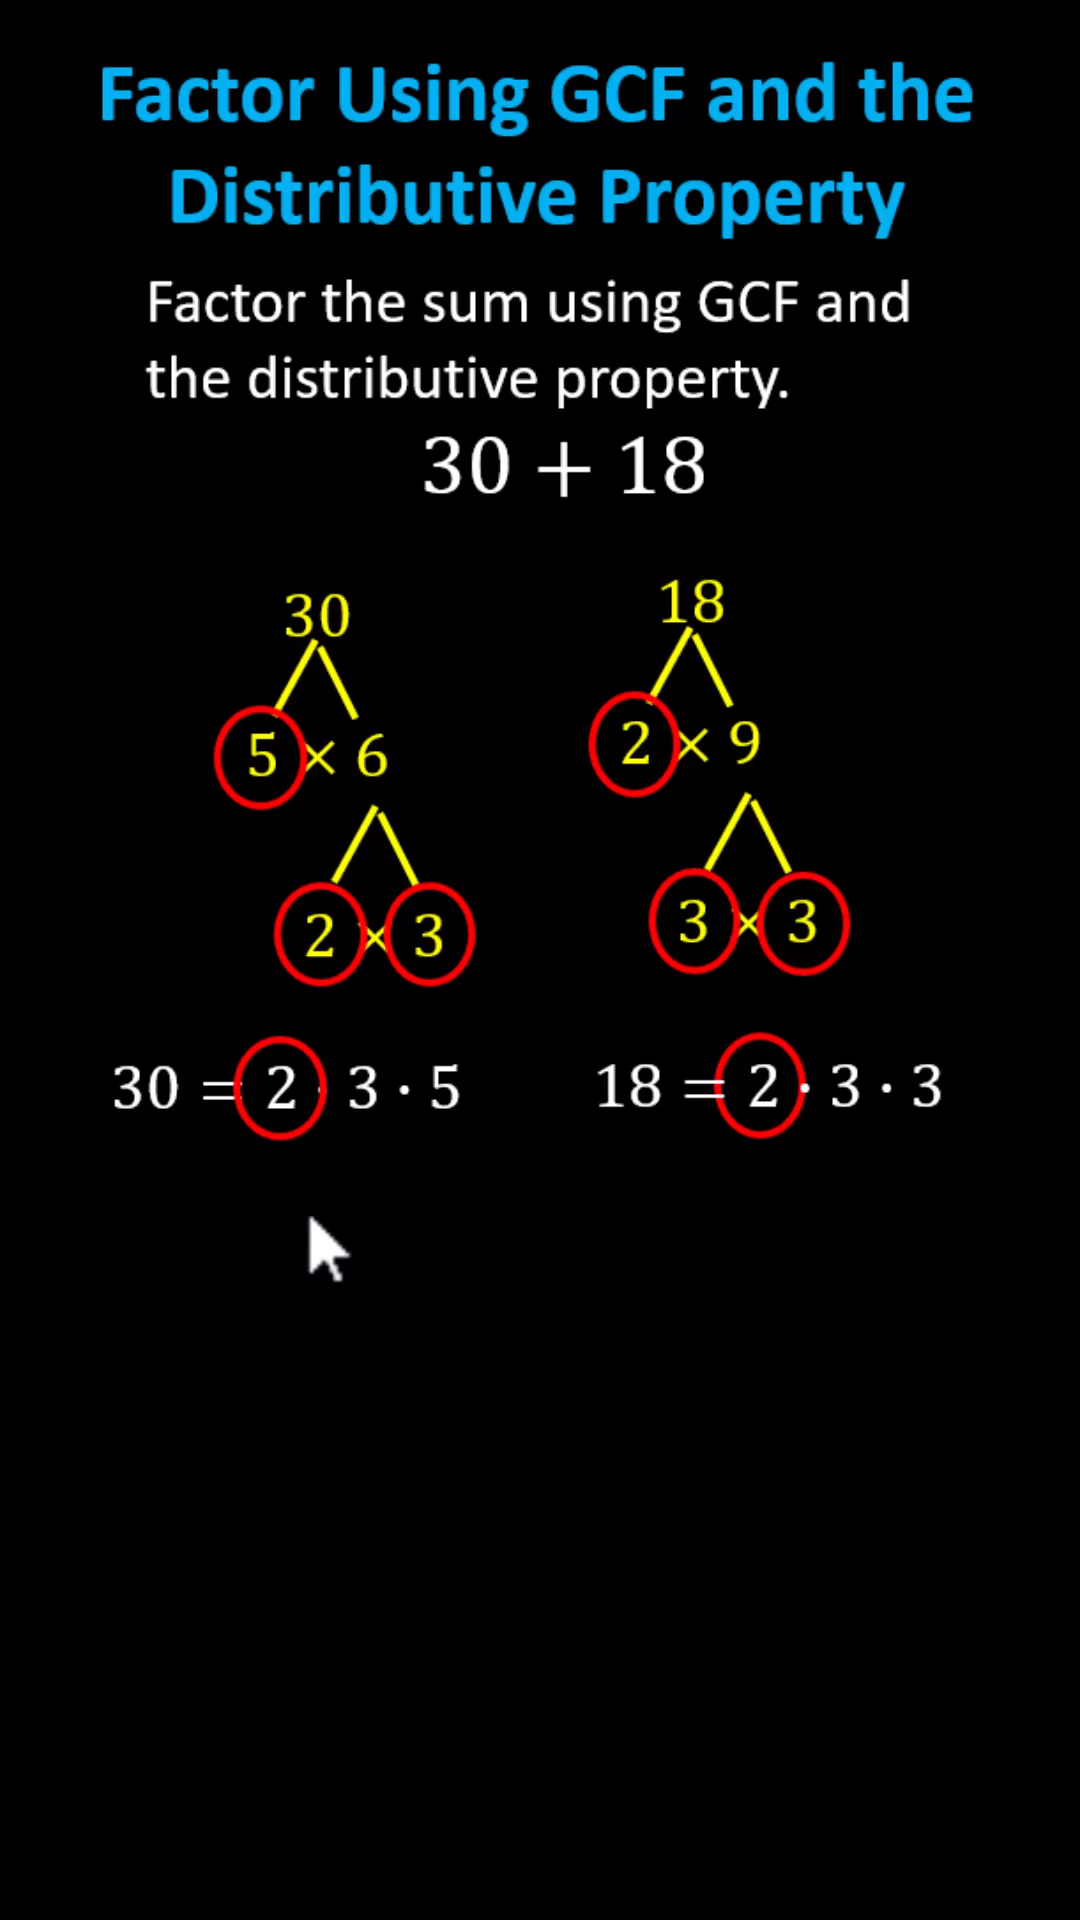 Factor Using GCF and the
Distributive Property
Factor the sum using GCF and
the distributive property.
30 + 18
30
18
5 × 6
2 × 9
2 × 3
3 × 3
30 = 2 · 3 · 5
18 = 2 · 3 · 3